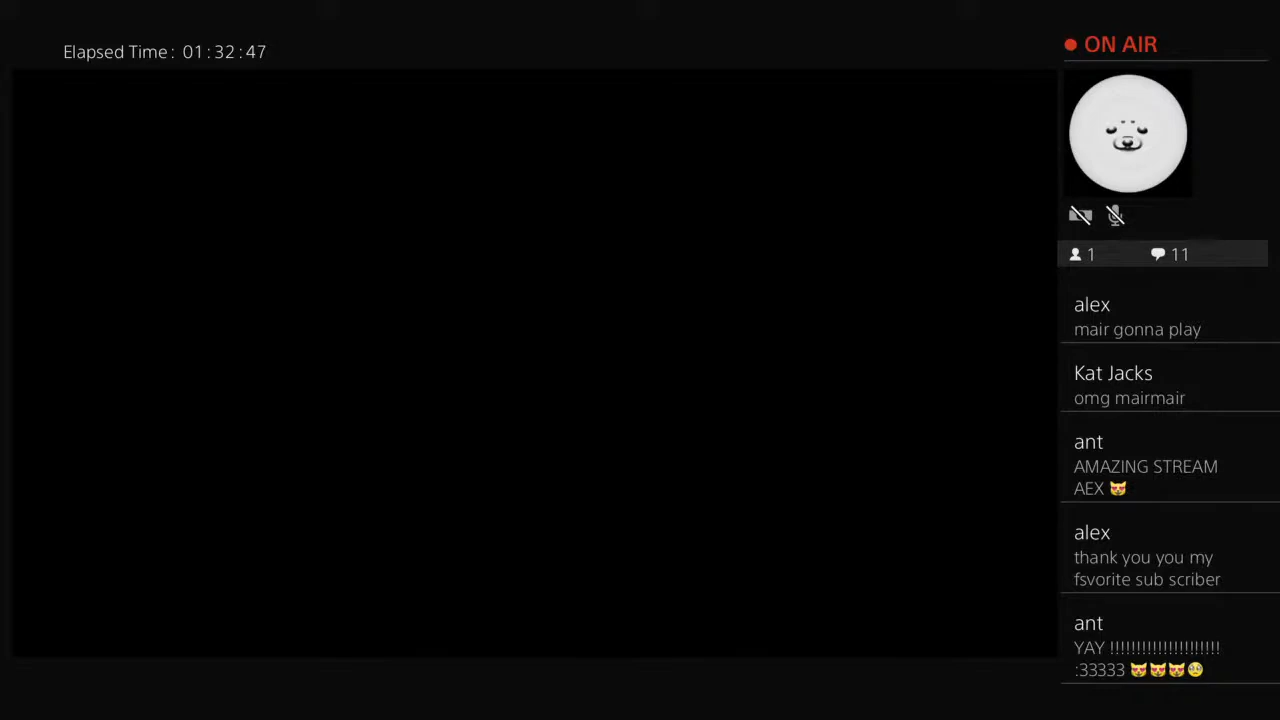 Elapsed Time: 01:32:47
ON AIR
1 11
alex
mair gonna play
Kat Jacks
omg mairmair
ant
AMAZING STREAM
AEX 😻
alex
thank you you my
fsvorite sub scriber
ant
YAY !!!!!!!!!!!!!!!!!!!!!!
:33333 😻😻😻🥺